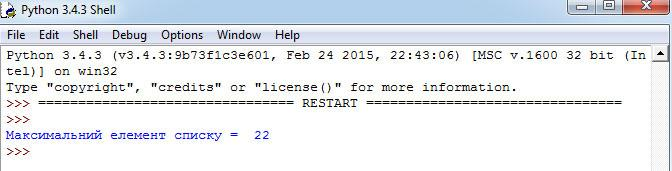 Python 3.4.3 Shell
File Edit Shell Debug Options Window Help
Python 3.4.3 (v3.4.3:9b73f1c3e601, Feb 24 2015, 22:43:06) [MSC v.1600 32 bit (In
tel)] on win32
Type "copyright", "credits" or "license()" for more information.
>>> ================================ RESTART ================================
>>>
Максимальний елемент списку =  22
>>>